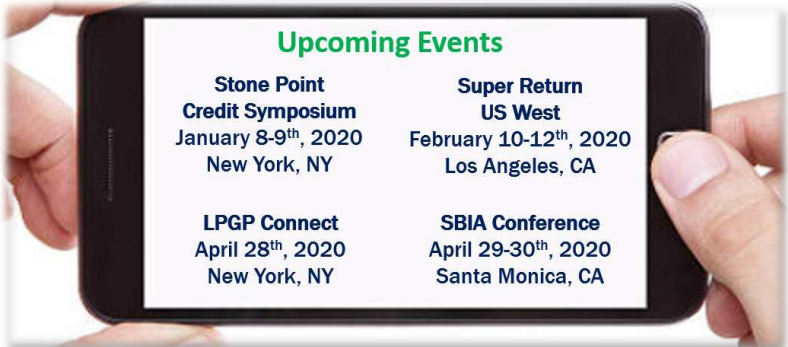 Upcoming Events
Stone Point
Credit Symposium
January 8-9th, 2020
New York, NY
Super Return
US West
February 10-12th, 2020
Los Angeles, CA
LPGP Connect
April 28th, 2020
New York, NY
SBIA Conference
April 29-30th, 2020
Santa Monica, CA